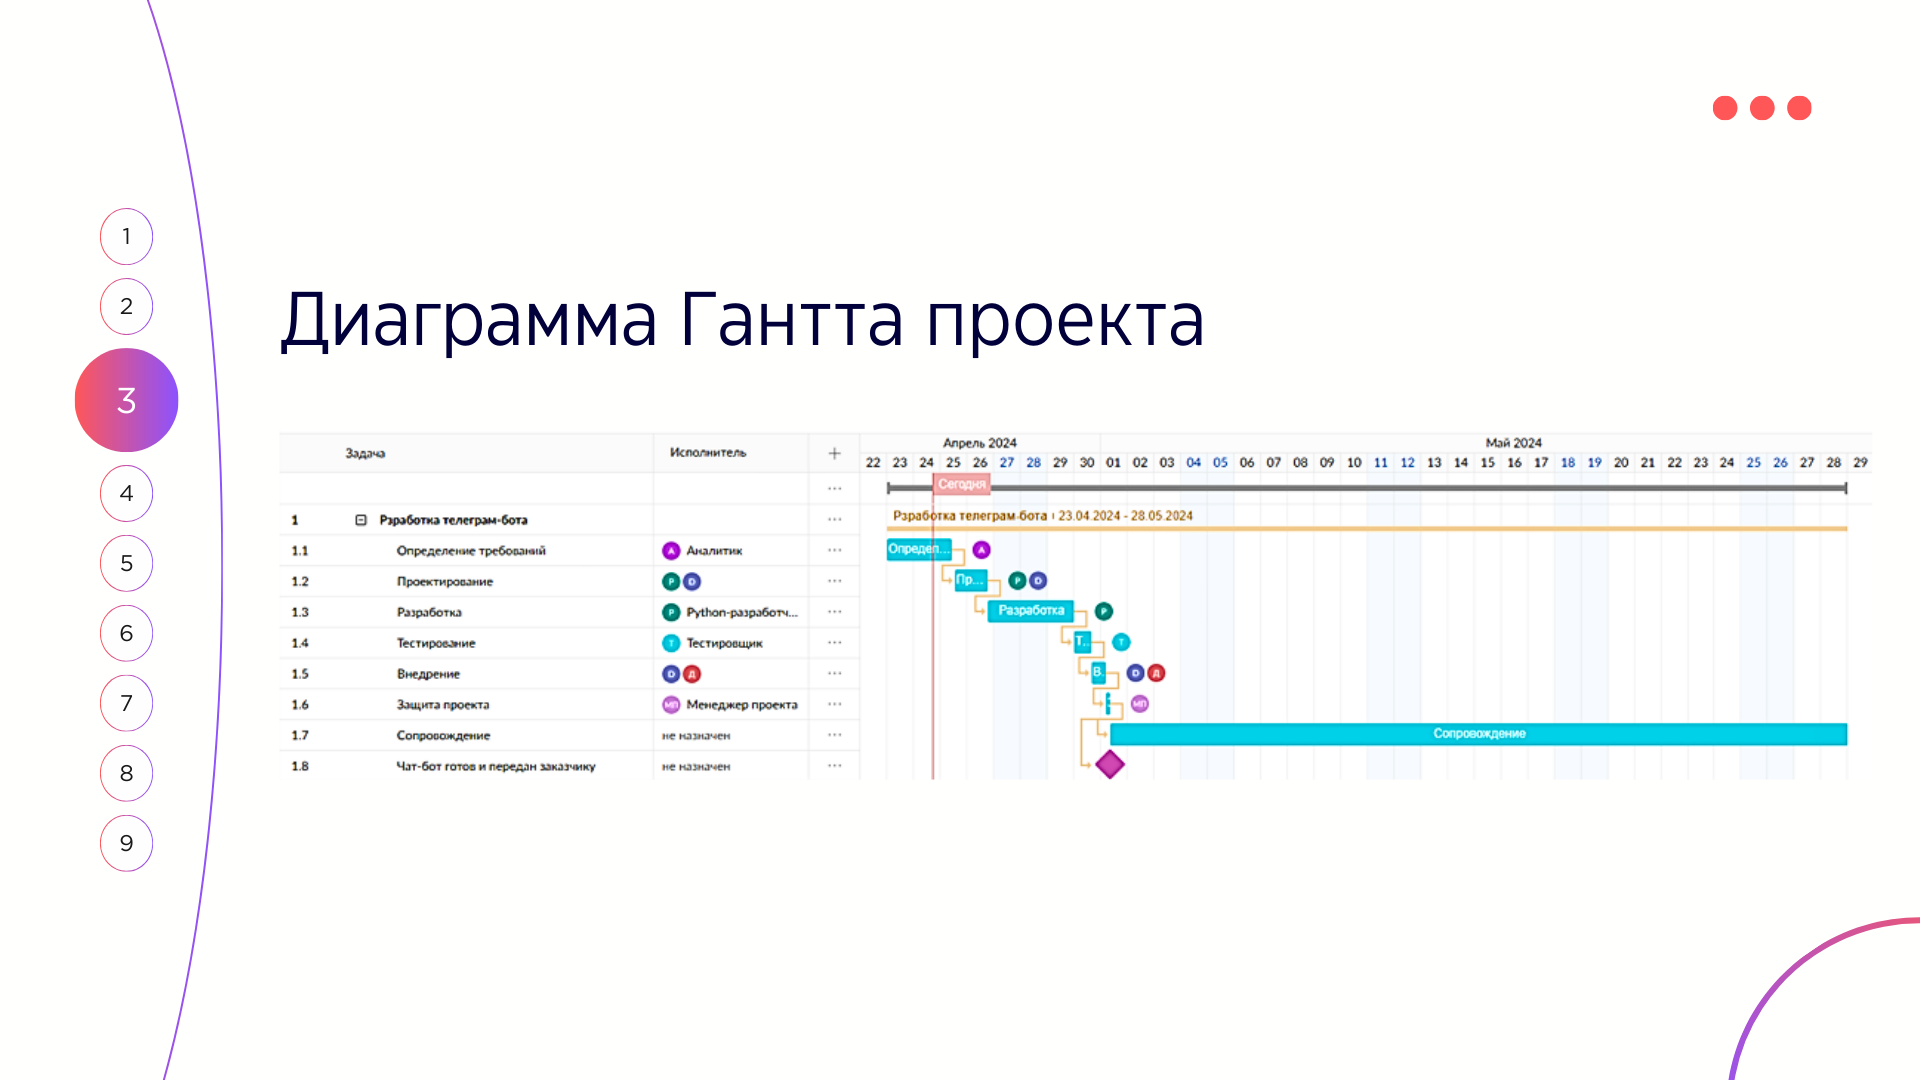 1
2
3
4
5
6
7
8
9
Диаграмма Гантта проекта
Задача Исполнитель + Апрель 2024 Май 2024
22 23 24 25 26 27 28 29 30 01 02 03 04 05 06 07 08 09 10 11 12 13 14 15 16 17 18 19 20 21 22 23 24 25 26 27 28 29
... Сегодня
1 Рзработка телеграм-бота ... Рзработка телеграм-бота : 23.04.2024 - 28.05.2024
1.1 Определение требований А Аналитик ... Определ... А
1.2 Проектирование P D ... Пр... P D
1.3 Разработка P Python-разработч... ... Разработка P
1.4 Тестирование Т Тестировщик ... Т... Т
1.5 Внедрение D Д ... В. D Д
1.6 Защита проекта МП Менеджер проекта ... МП
1.7 Сопровождение не назначен ... Сопровождение
1.8 Чат-бот готов и передан заказчику не назначен ...